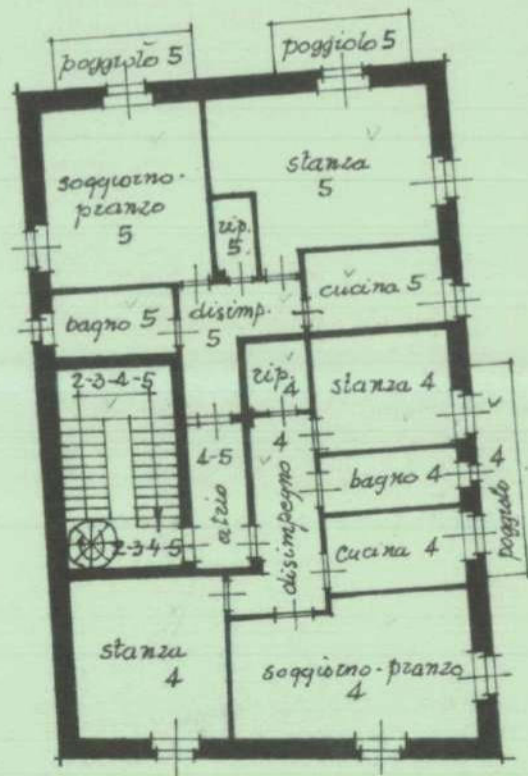 poggiolo 5
poggiolo 5
soggiorno-
pranzo
5
stanza
5
rip.
5
cucina 5
disimp.
5
bagno 5
2-3-4-5
rip.
4
stanza 4
4-5
atrio
4
disimpegno
bagno 4
4
poggiolo
2-3-4-5
cucina 4
stanza
4
soggiorno-pranzo
4